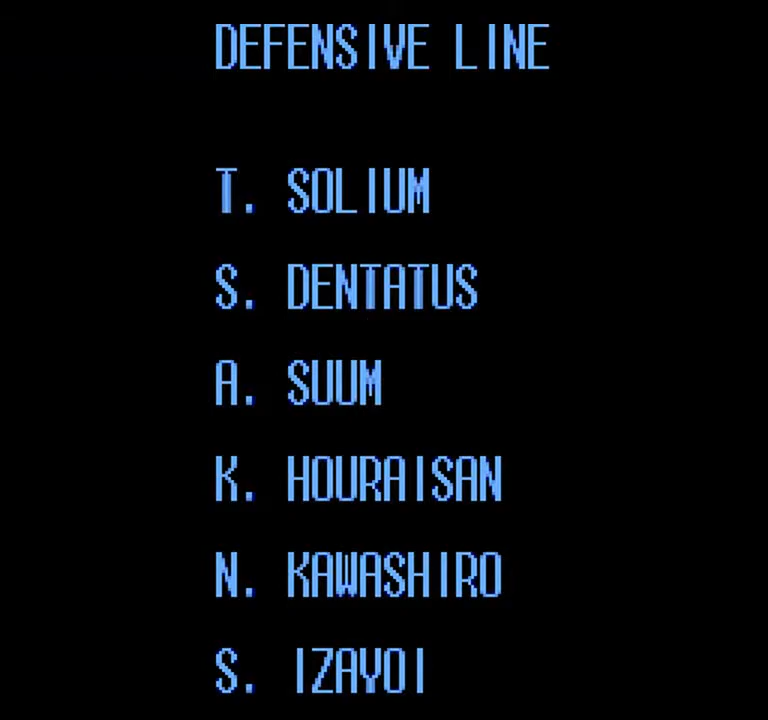 DEFENSIVE LINE
T. SOLIUM
S. DENTATUS
A. SUUM
K. HOURAISAN
N. KAWASHIRO
S. IZAYOI